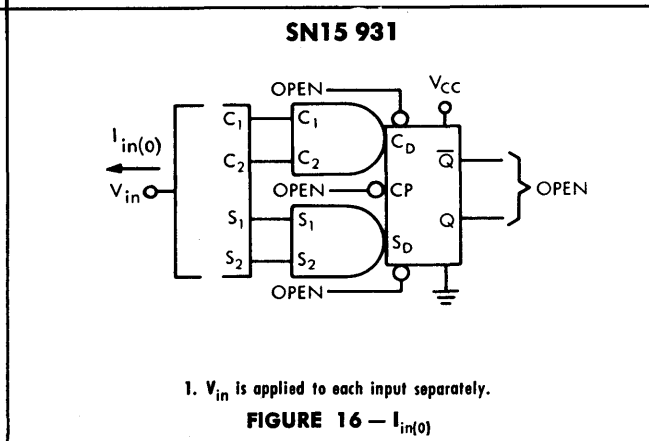 SN15 931
OPEN
VCC
C1
C1
CD
Iin(0)
C2
C2
Q̅
Vin
OPEN
CP
OPEN
S1
S1
Q
S2
S2
SD
OPEN
1. Vin is applied to each input separately.
FIGURE 16 — Iin(0)